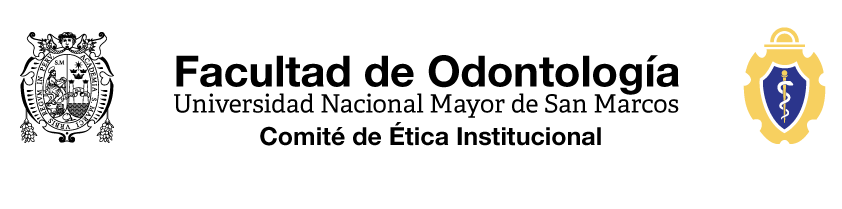 Facultad de Odontología
Universidad Nacional Mayor de San Marcos
Comité de Ética Institucional